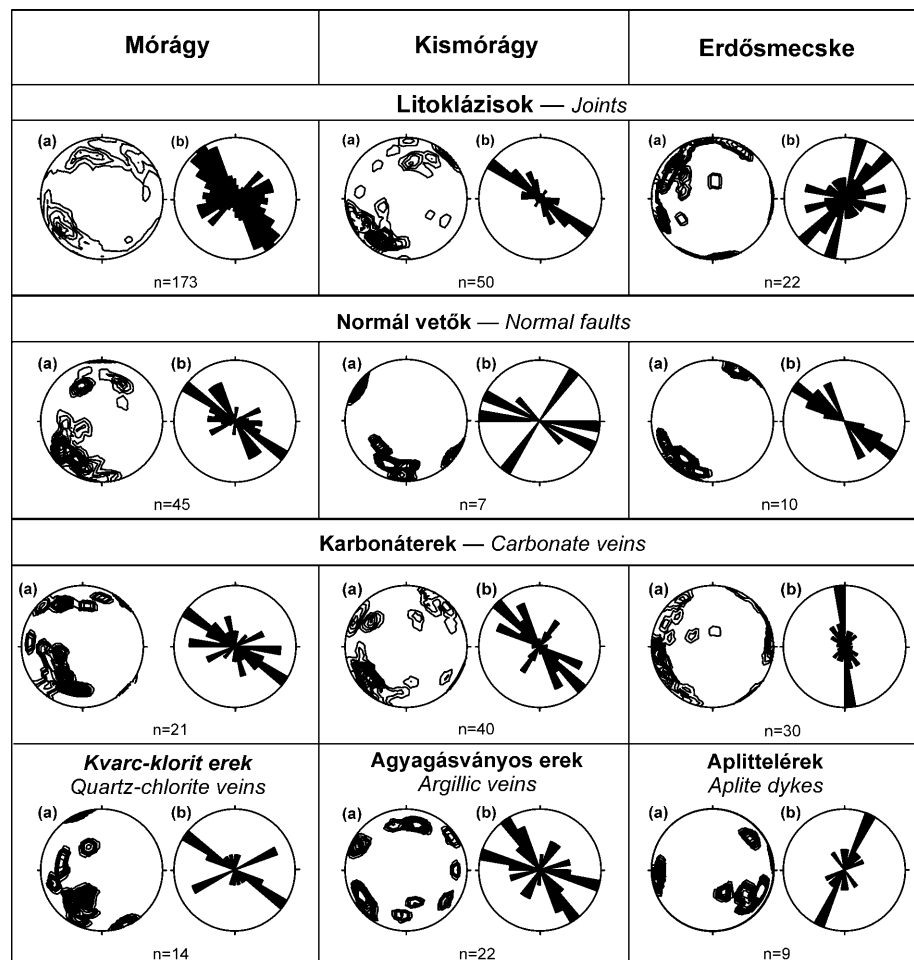 Mórágy Kismórágy Erdősmecske
Litoklázisok — Joints
(a) (b) (a) (b) (a) (b)
n=173 n=50 n=22
Normál vetők — Normal faults
(a) (b) (a) (b) (a) (b)
n=45 n=7 n=10
Karbonáterek — Carbonate veins
(a) (b) (a) (b) (a) (b)
n=21 n=40 n=30
Kvarc-klorit erek
Quartz-chlorite veins
Agyagásványos erek
Argillic veins
Aplittelérek
Aplite dykes
(a) (b) (a) (b) (a) (b)
n=14 n=22 n=9